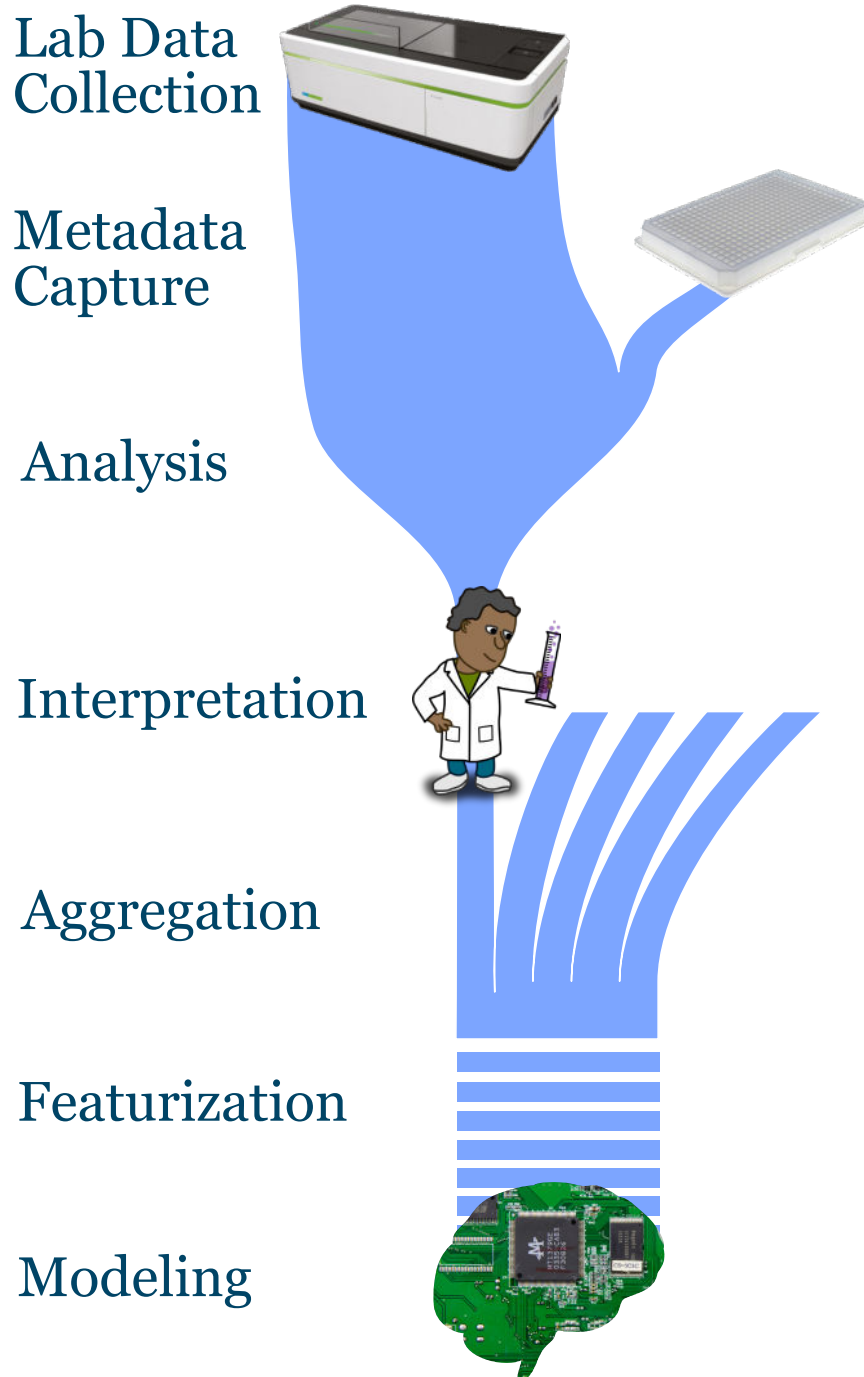 Lab Data
Collection
Metadata
Capture
Analysis
Interpretation
Aggregation
Featurization
Modeling